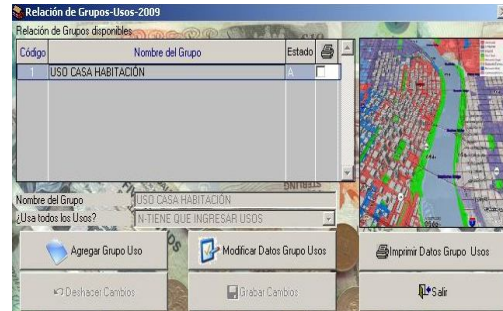 Relación de Grupos-Usos-2009
Relación de Grupos disponibles
Código Nombre del Grupo Estado
1 USO CASA HABITACIÓN A
Nombre del Grupo USO CASA HABITACIÓN
¿Usa todos los Usos? N-TIENE QUE INGRESAR USOS
Agregar Grupo Uso Modificar Datos Grupo Usos Imprimir Datos Grupo Usos
Deshacer Cambios Grabar Cambios Salir